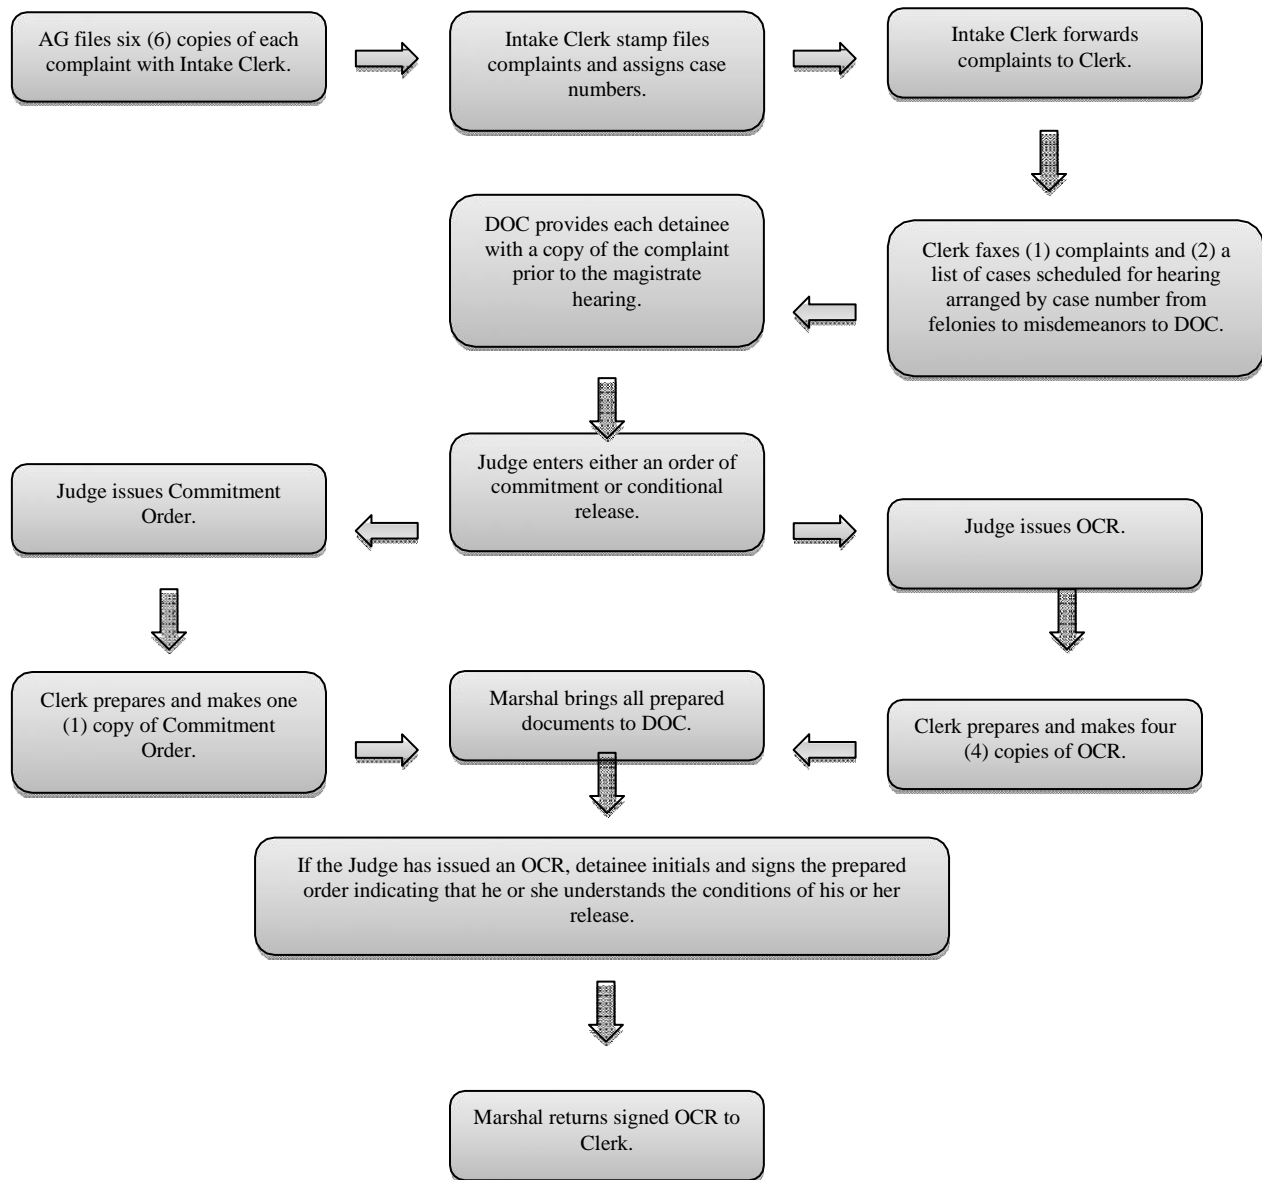 AG files six (6) copies of each
complaint with Intake Clerk.
Intake Clerk stamp files
complaints and assigns case
numbers.
Intake Clerk forwards
complaints to Clerk.
Clerk faxes (1) complaints and (2) a
list of cases scheduled for hearing
arranged by case number from
felonies to misdemeanors to DOC.
DOC provides each detainee
with a copy of the complaint
prior to the magistrate
hearing.
Judge enters either an order of
commitment or conditional
release.
Judge issues Commitment
Order.
Judge issues OCR.
Clerk prepares and makes one
(1) copy of Commitment
Order.
Marshal brings all prepared
documents to DOC.
Clerk prepares and makes four
(4) copies of OCR.
If the Judge has issued an OCR, detainee initials and signs the prepared
order indicating that he or she understands the conditions of his or her
release.
Marshal returns signed OCR to
Clerk.